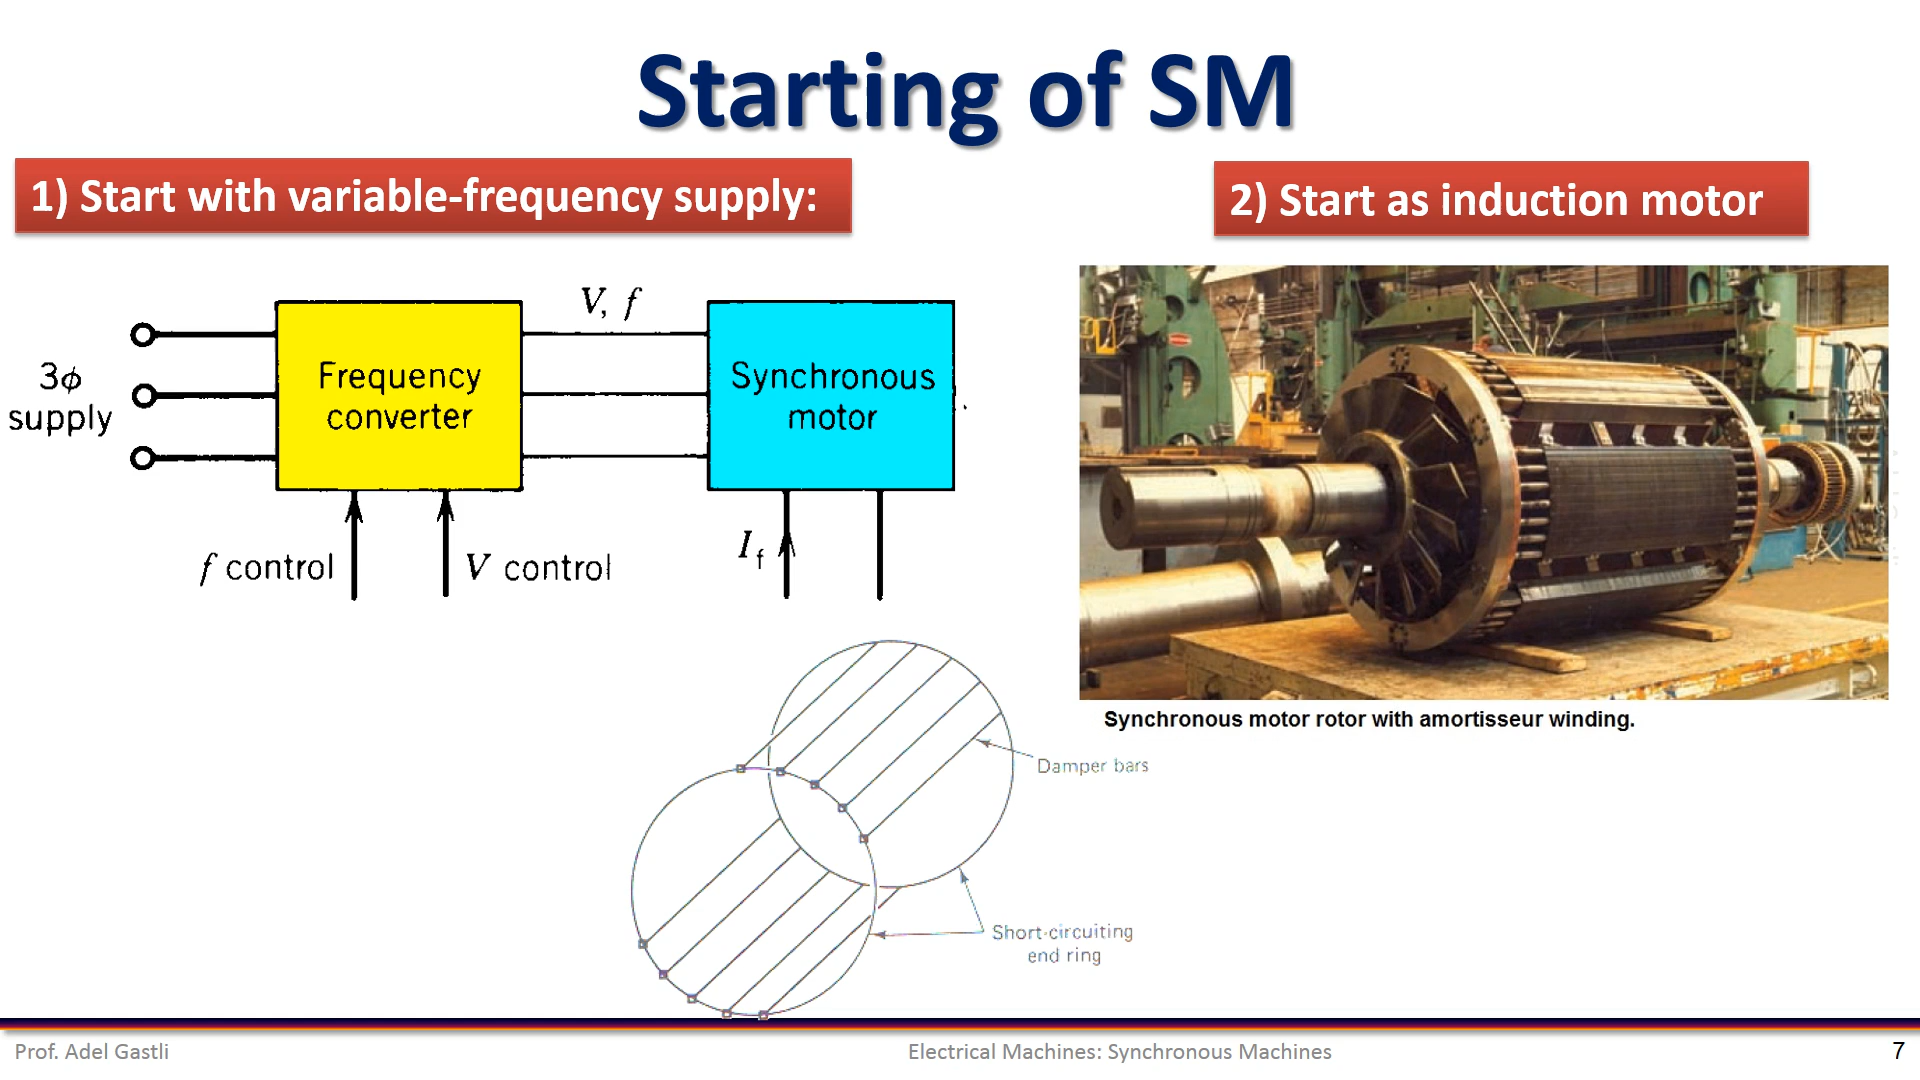 Starting of SM
1) Start with variable-frequency supply:
2) Start as induction motor
3ϕ
supply
Frequency
converter
V, f
Synchronous
motor
f control
V control
I_f
Synchronous motor rotor with amortisseur winding.
Damper bars
Short-circuiting
end ring
Prof. Adel Gastli
Electrical Machines: Synchronous Machines
7